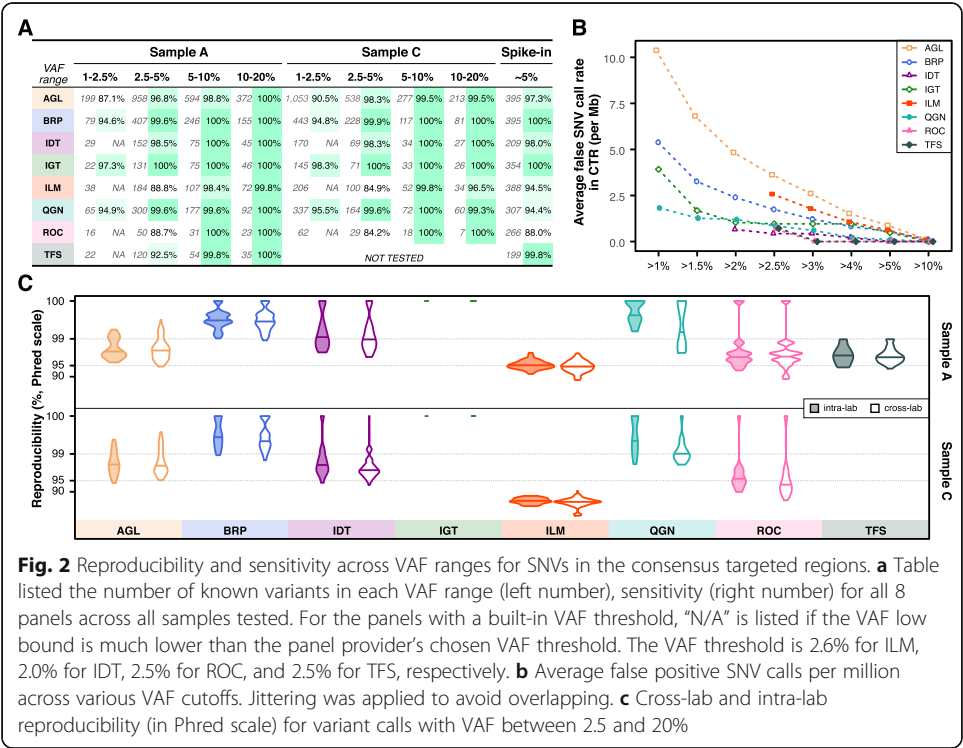 A
Sample A Sample C Spike-in
VAF range 1-2.5% 2.5-5% 5-10% 10-20% 1-2.5% 2.5-5% 5-10% 10-20% ~5%
AGL 199 87.1% 958 96.8% 594 98.8% 372 100% 1,053 90.5% 538 98.3% 277 99.5% 213 99.5% 395 97.3%
BRP 79 94.6% 407 99.6% 246 100% 155 100% 443 94.8% 228 99.9% 116 100% 81 100% 395 100%
IDT 29 NA 152 98.5% 75 100% 45 100% 170 NA 69 98.3% 34 100% 27 100% 209 98.0%
IGT 22 97.3% 131 100% 75 100% 46 100% 145 98.3% 71 100% 33 100% 26 100% 354 100%
ILM 38 NA 184 88.8% 107 98.4% 72 99.8% 206 NA 100 84.9% 52 99.8% 34 96.5% 388 94.5%
QGN 65 94.9% 300 99.6% 177 99.6% 92 100% 337 95.5% 164 99.6% 72 100% 60 99.3% 307 94.4%
ROC 16 NA 50 88.7% 31 100% 23 100% 62 NA 29 84.2% 18 100% 7 100% 266 88.0%
TFS 22 NA 120 92.5% 54 99.8% 35 100% NOT TESTED 199 99.8%
B
Average false SNV call rate
in CTR (per Mb)
10.0
7.5
5.0
2.5
0.0
>1% >1.5% >2% >2.5% >3% >4% >5% >10%
AGL
BRP
IDT
IGT
ILM
QGN
ROC
TFS
C
Reproducibility (%, Phred scale)
100
99
95
90
Sample A
100
99
95
90
Sample C
intra-lab cross-lab
AGL BRP IDT IGT ILM QGN ROC TFS
Fig. 2 Reproducibility and sensitivity across VAF ranges for SNVs in the consensus targeted regions. a Table
listed the number of known variants in each VAF range (left number), sensitivity (right number) for all 8
panels across all samples tested. For the panels with a built-in VAF threshold, “N/A” is listed if the VAF low
bound is much lower than the panel provider’s chosen VAF threshold. The VAF threshold is 2.6% for ILM,
2.0% for IDT, 2.5% for ROC, and 2.5% for TFS, respectively. b Average false positive SNV calls per million
across various VAF cutoffs. Jittering was applied to avoid overlapping. c Cross-lab and intra-lab
reproducibility (in Phred scale) for variant calls with VAF between 2.5 and 20%